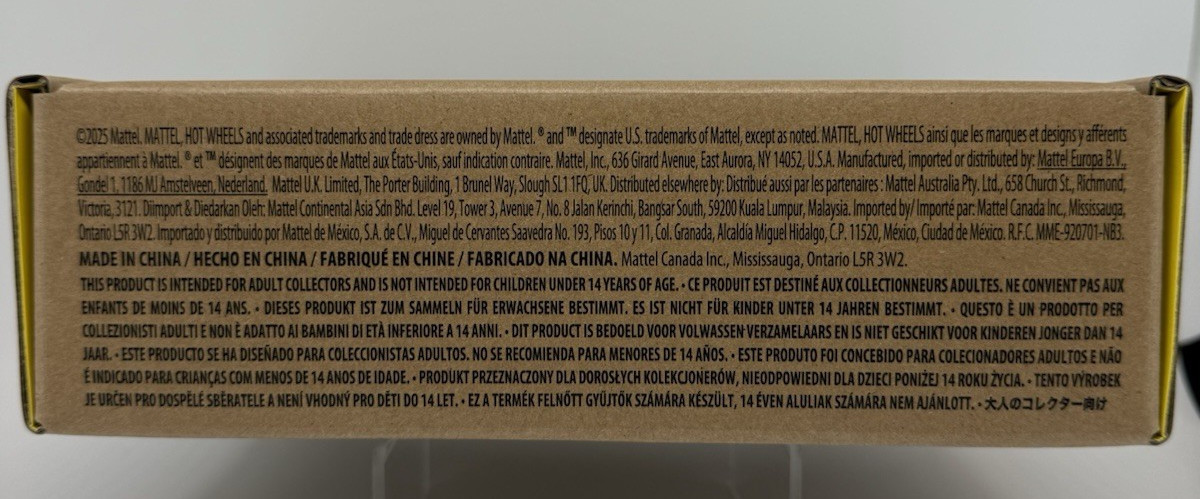 ©2025 Mattel. MATTEL, HOT WHEELS and associated trademarks and trade dress are owned by Mattel. ® and ™ designate U.S. trademarks of Mattel, except as noted. MATTEL, HOT WHEELS ainsi que les marques et designs y afférents
appartiennent à Mattel. ® et ™ désignent des marques de Mattel aux États-Unis, sauf indication contraire. Mattel, Inc., 636 Girard Avenue, East Aurora, NY 14052, U.S.A. Manufactured, imported or distributed by: Mattel Europa B.V.,
Gondel 1, 1186 MJ Amstelveen, Nederland. Mattel U.K. Limited, The Porter Building, 1 Brunel Way, Slough SL1 1FQ, UK. Distributed elsewhere by: Distribué aussi par les partenaires : Mattel Australia Pty. Ltd., 658 Church St., Richmond,
Victoria, 3121. Diimport & Diedarkan Oleh: Mattel Continental Asia Sdn Bhd. Level 19, Tower 3, Avenue 7, No. 8 Jalan Kerinchi, Bangsar South, 59200 Kuala Lumpur, Malaysia. Imported by/ Importé par: Mattel Canada Inc., Mississauga,
Ontario L5R 3W2. Importado y distribuido por Mattel de México, S.A. de C.V., Miguel de Cervantes Saavedra No. 193, Pisos 10 y 11, Col. Granada, Alcaldía Miguel Hidalgo, C.P. 11520, México, Ciudad de México. R.F.C. MME-920701-NB3.
MADE IN CHINA / HECHO EN CHINA / FABRIQUÉ EN CHINE / FABRICADO NA CHINA. Mattel Canada Inc., Mississauga, Ontario L5R 3W2.
THIS PRODUCT IS INTENDED FOR ADULT COLLECTORS AND IS NOT INTENDED FOR CHILDREN UNDER 14 YEARS OF AGE. • CE PRODUIT EST DESTINÉ AUX COLLECTIONNEURS ADULTES. NE CONVIENT PAS AUX
ENFANTS DE MOINS DE 14 ANS. • DIESES PRODUKT IST ZUM SAMMELN FÜR ERWACHSENE BESTIMMT. ES IST NICHT FÜR KINDER UNTER 14 JAHREN BESTIMMT. • QUESTO È UN PRODOTTO PER
COLLEZIONISTI ADULTI E NON È ADATTO AI BAMBINI DI ETÀ INFERIORE A 14 ANNI. • DIT PRODUCT IS BEDOELD VOOR VOLWASSEN VERZAMELAARS EN IS NIET GESCHIKT VOOR KINDEREN JONGER DAN 14
JAAR. • ESTE PRODUCTO SE HA DISEÑADO PARA COLECCIONISTAS ADULTOS. NO SE RECOMIENDA PARA MENORES DE 14 AÑOS. • ESTE PRODUTO FOI CONCEBIDO PARA COLECIONADORES ADULTOS E NÃO
É INDICADO PARA CRIANÇAS COM MENOS DE 14 ANOS DE IDADE. • PRODUKT PRZEZNACZONY DLA DOROSŁYCH KOLEKCJONERÓW, NIEODPOWIEDNI DLA DZIECI PONIŻEJ 14 ROKU ŻYCIA. • TENTO VÝROBEK
JE URČEN PRO DOSPĚLÉ SBĚRATELE A NENÍ VHODNÝ PRO DĚTI DO 14 LET. • EZ A TERMÉK FELNŐTT GYŰJTŐK SZÁMÁRA KÉSZÜLT, 14 ÉVEN ALULIAK SZÁMÁRA NEM AJÁNLOTT. • 大人のコレクター向け